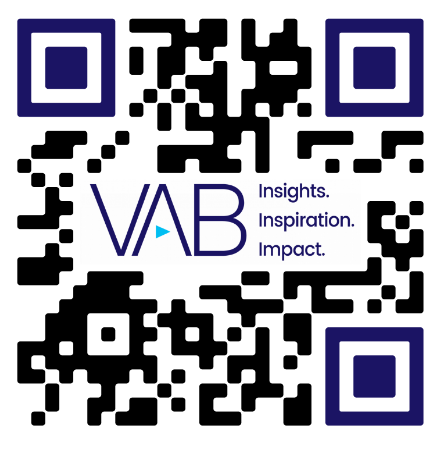 VAB
Insights.
Inspiration.
Impact.